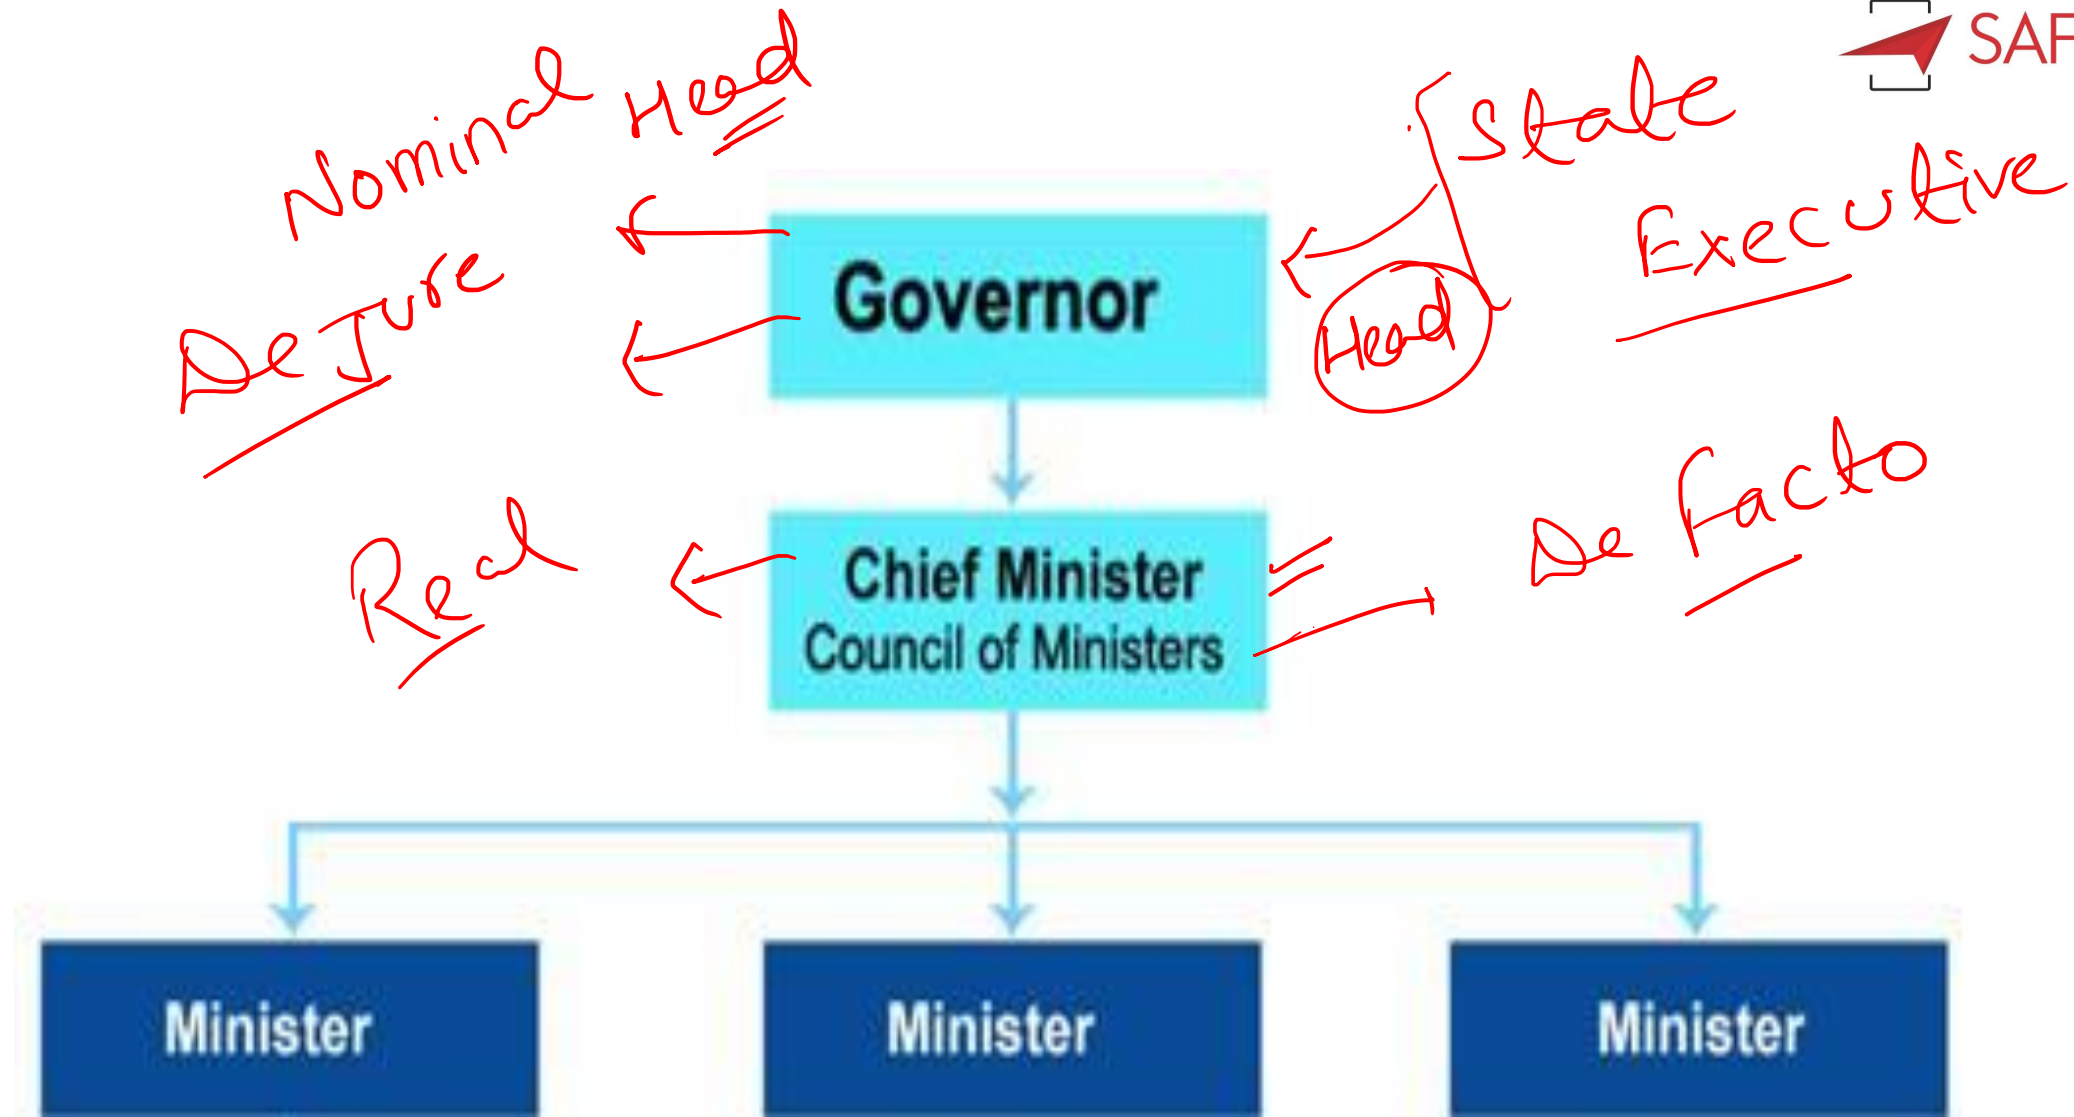 SAF
Nominal Head
State
Executive
De Jure
Governor
Head
De Facto
Real
Chief Minister
Council of Ministers
Minister
Minister
Minister